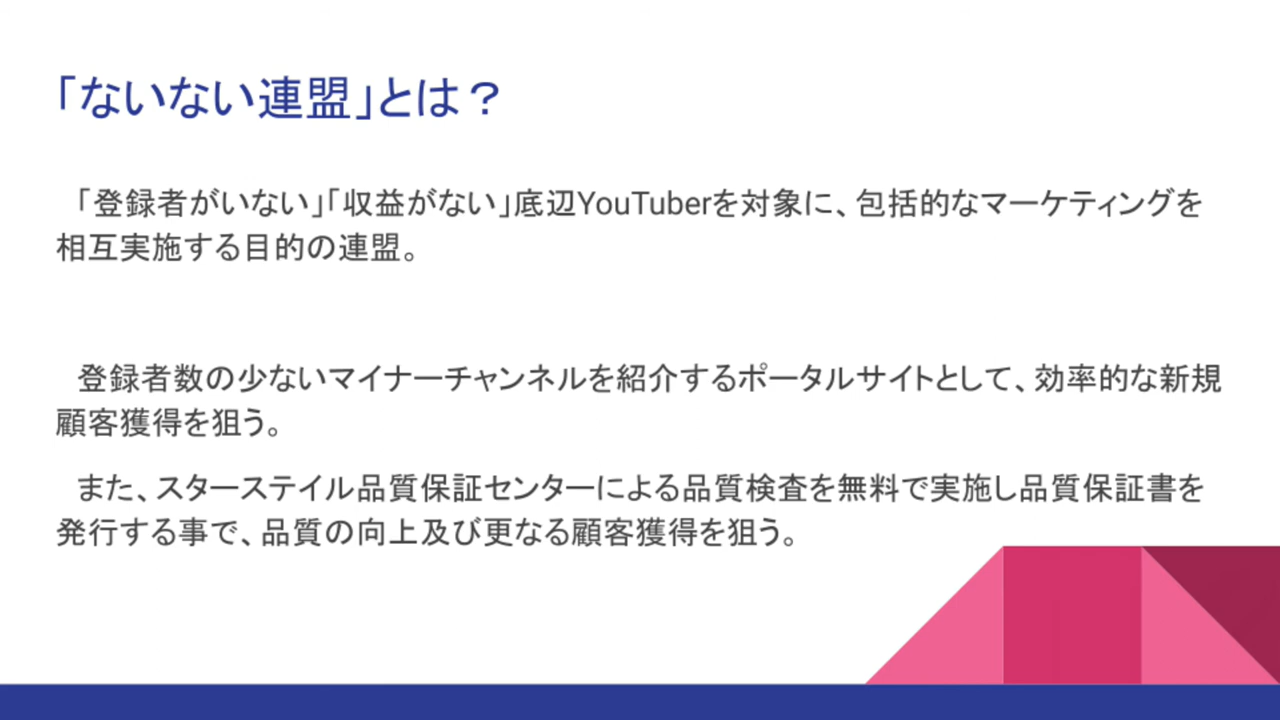 「ないない連盟」とは？
「登録者がいない」「収益がない」底辺YouTuberを対象に、包括的なマーケティングを
相互実施する目的の連盟。
登録者数の少ないマイナーチャンネルを紹介するポータルサイトとして、効率的な新規
顧客獲得を狙う。
また、スターステイル品質保証センターによる品質検査を無料で実施し品質保証書を
発行する事で、品質の向上及び更なる顧客獲得を狙う。